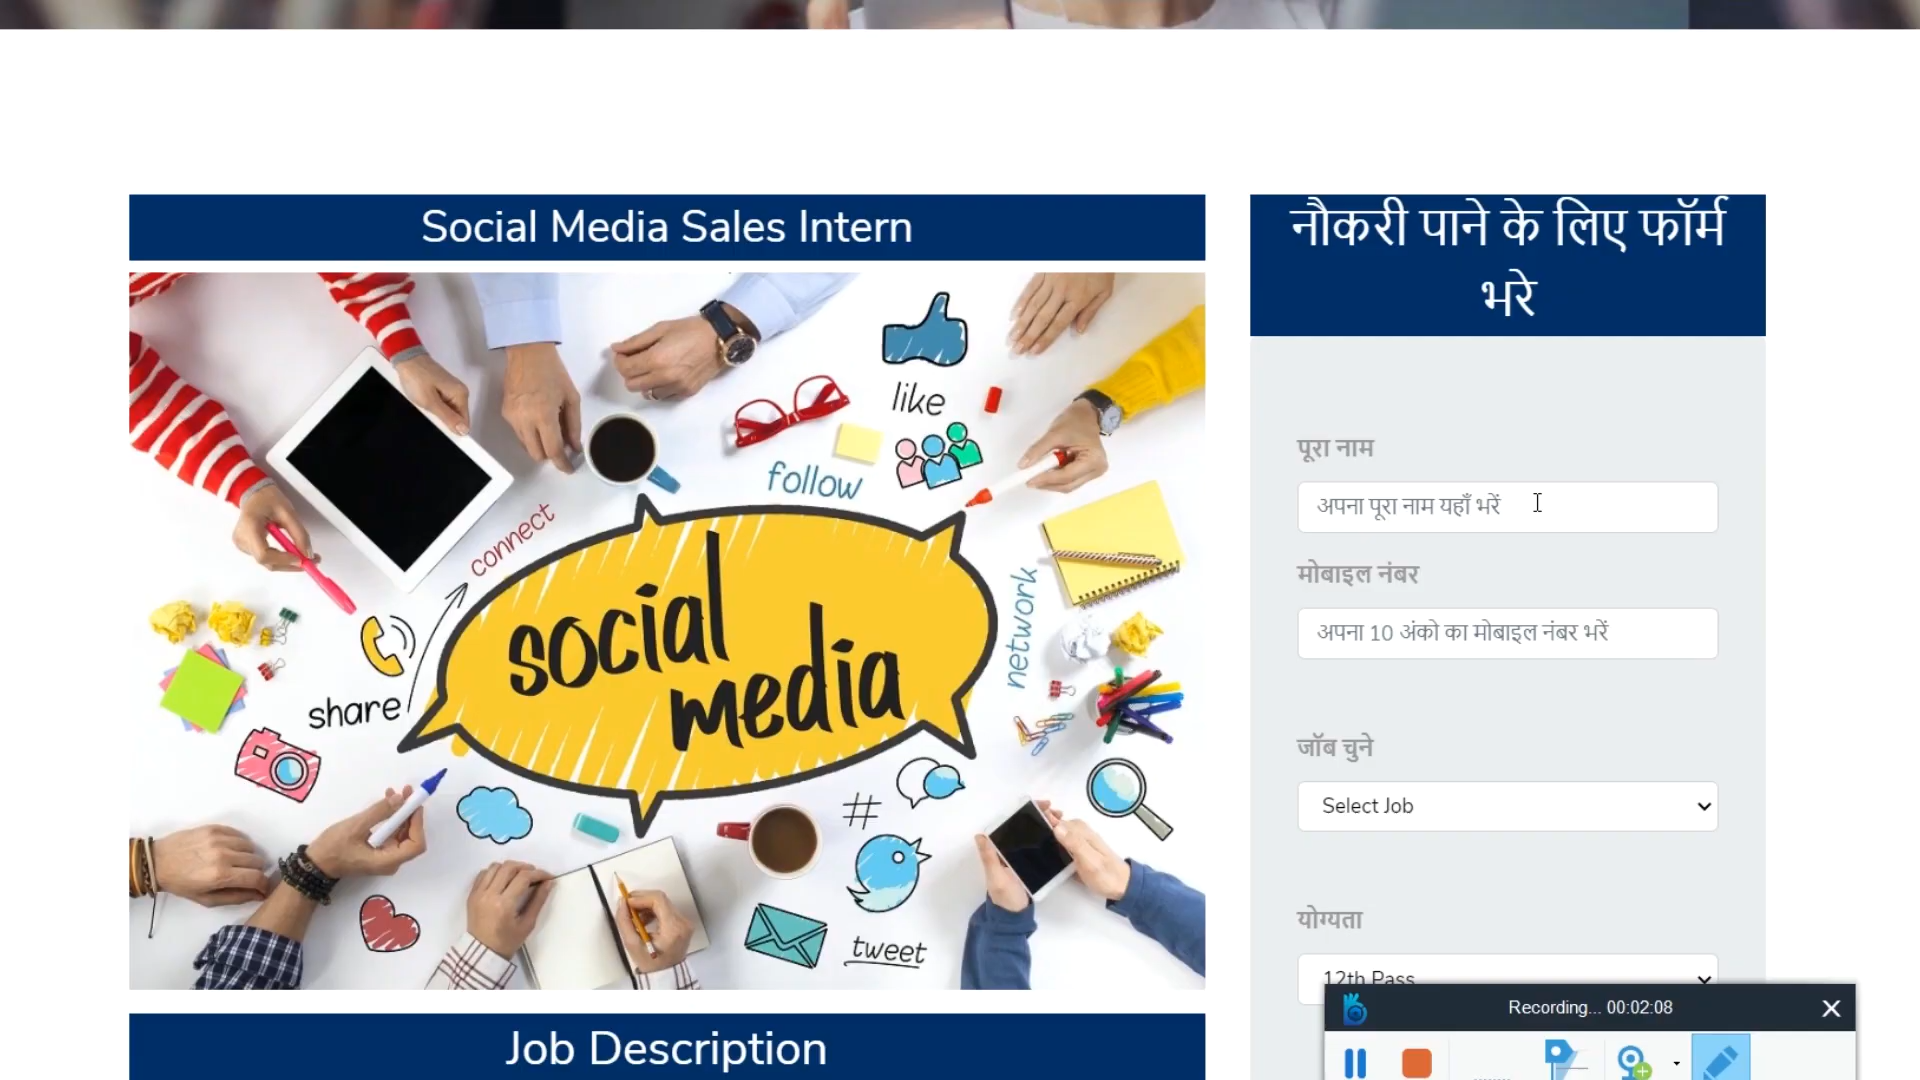 Social Media Sales Intern
like
follow
connect
network
social
media
share
#
tweet
Job Description
नौकरी पाने के लिए फॉर्म
भरे
पूरा नाम
अपना पूरा नाम यहाँ भरें
मोबाइल नंबर
अपना 10 अंको का मोबाइल नंबर भरें
जॉब चुने
Select Job
योग्यता
12th Pass
Recording... 00:02:08